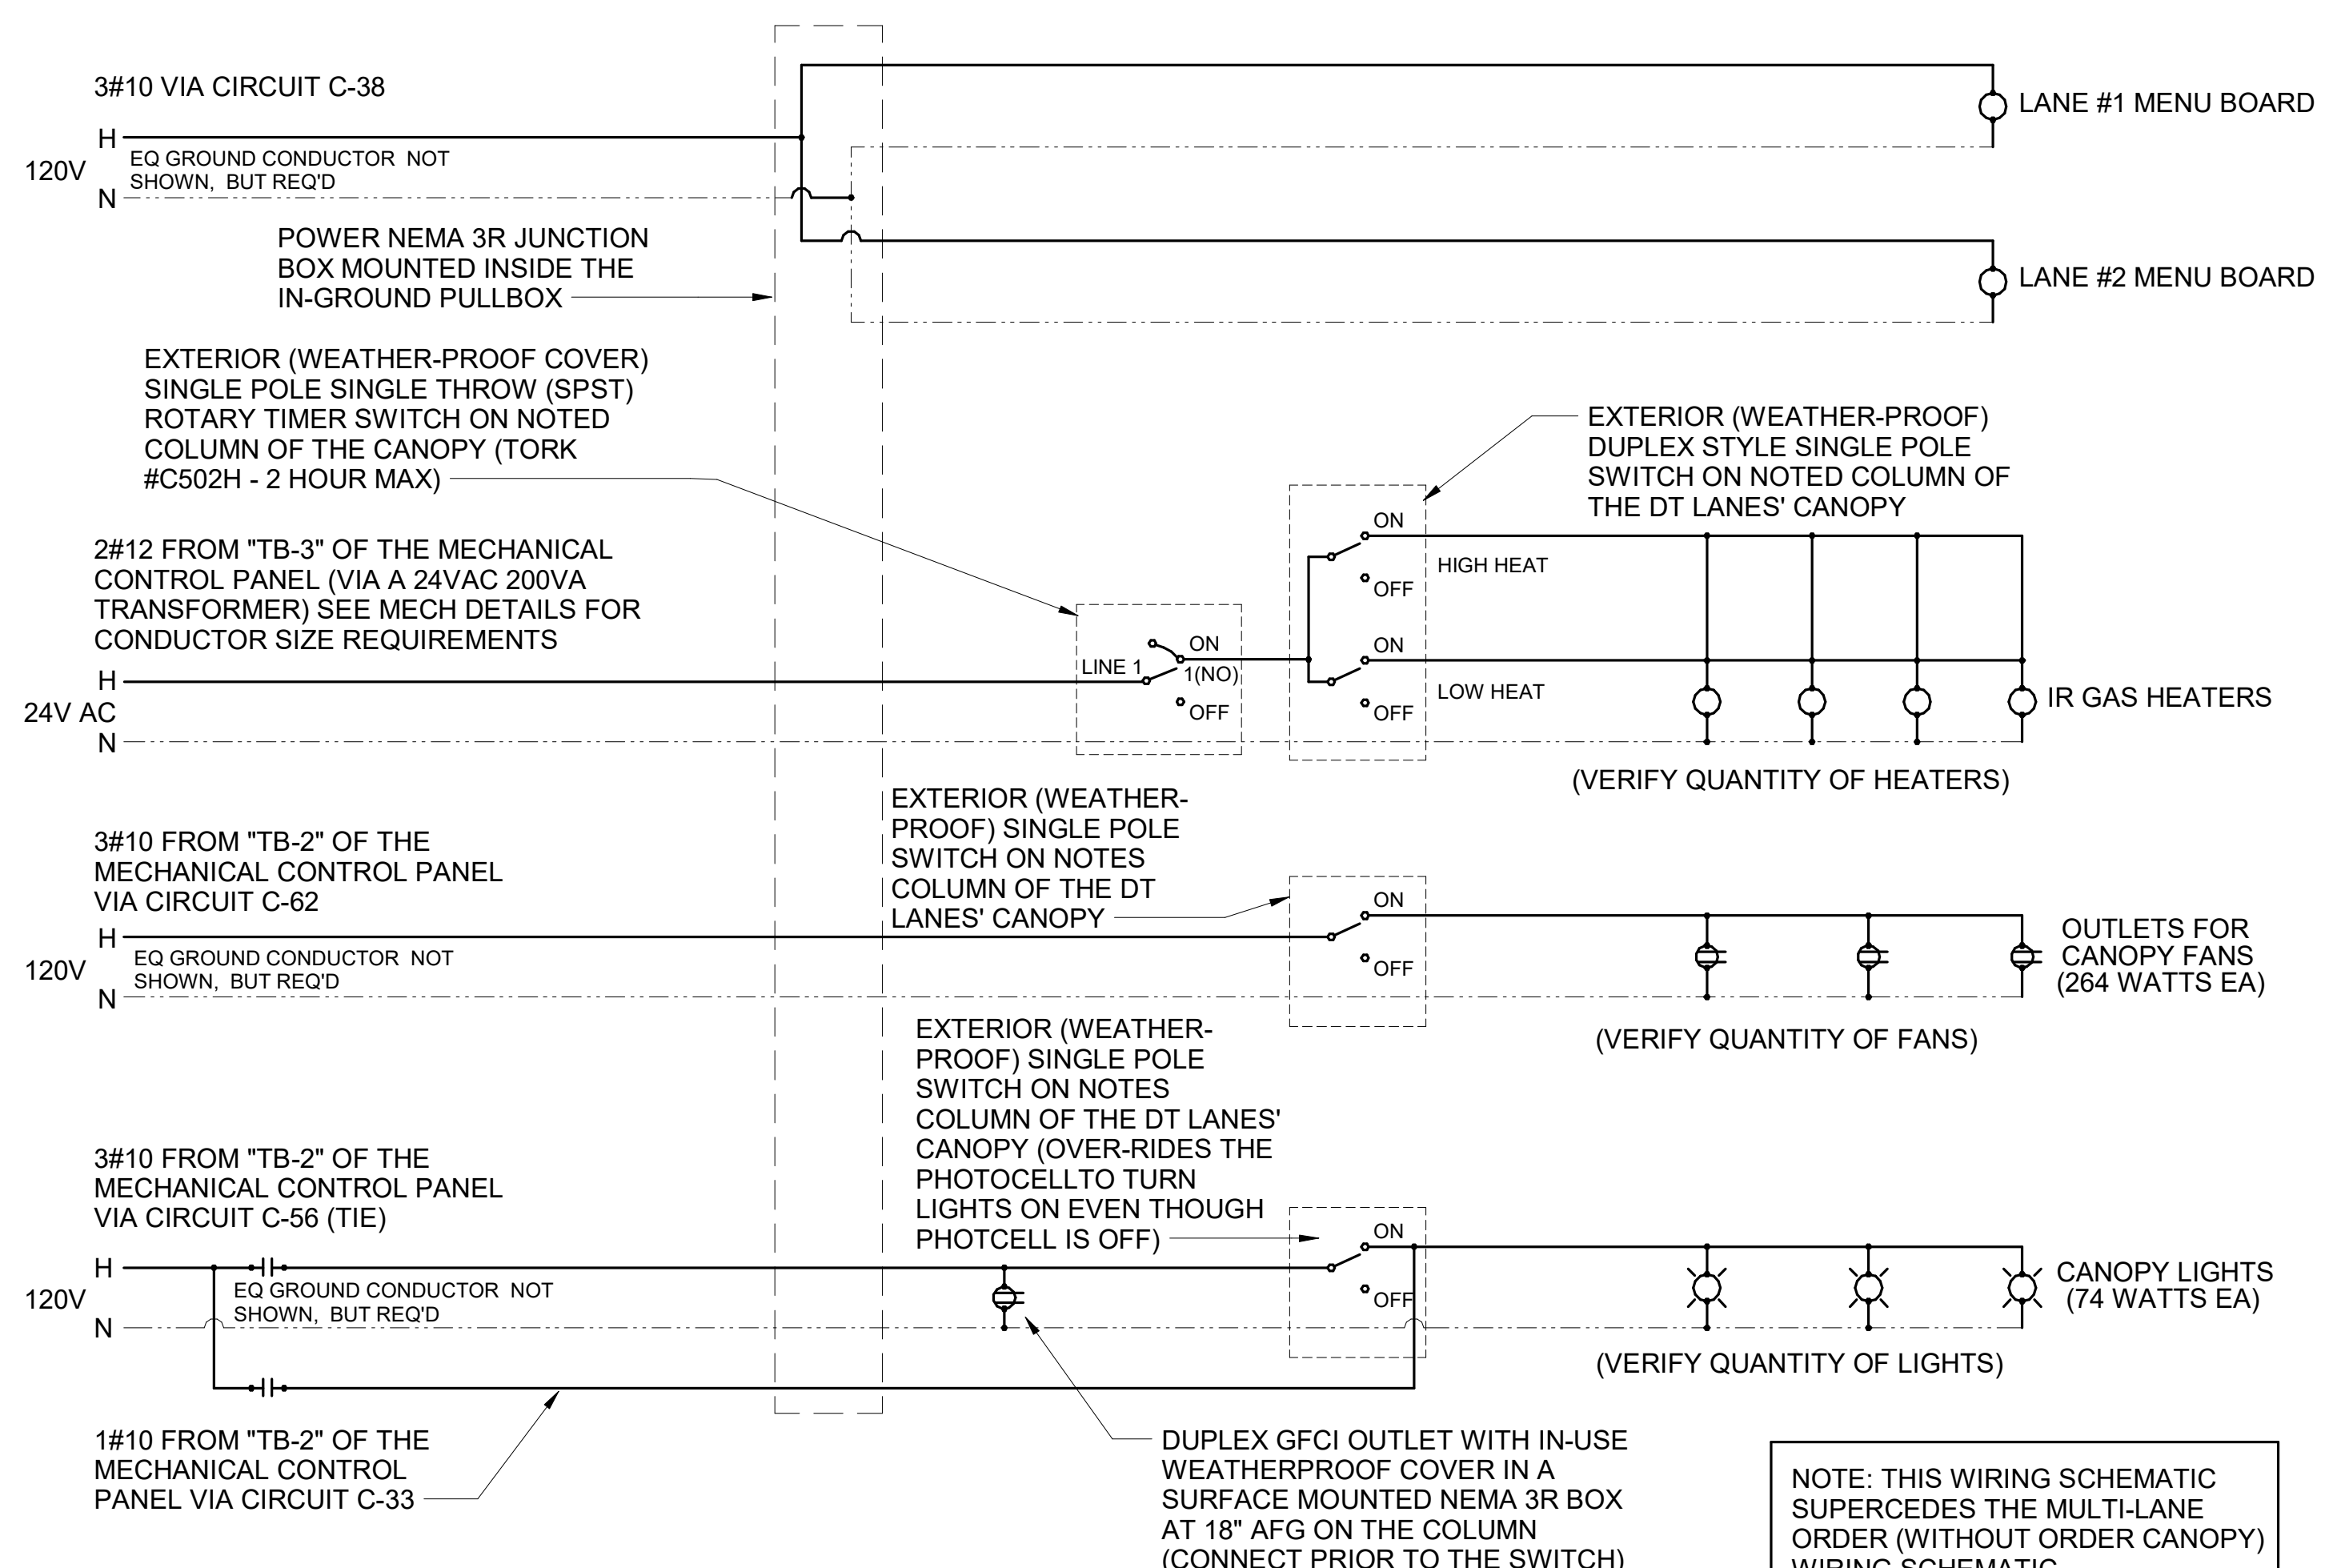 3#10 VIA CIRCUIT C-38
LANE #1 MENU BOARD
H
120V
EQ GROUND CONDUCTOR NOT
SHOWN, BUT REQ'D
N
POWER NEMA 3R JUNCTION
BOX MOUNTED INSIDE THE
IN-GROUND PULLBOX
LANE #2 MENU BOARD
EXTERIOR (WEATHER-PROOF COVER)
SINGLE POLE SINGLE THROW (SPST)
ROTARY TIMER SWITCH ON NOTED
COLUMN OF THE CANOPY (TORK
#C502H - 2 HOUR MAX)
EXTERIOR (WEATHER-PROOF)
DUPLEX STYLE SINGLE POLE
SWITCH ON NOTED COLUMN OF
THE DT LANES' CANOPY
2#12 FROM "TB-3" OF THE MECHANICAL
CONTROL PANEL (VIA A 24VAC 200VA
TRANSFORMER) SEE MECH DETAILS FOR
CONDUCTOR SIZE REQUIREMENTS
H
24V AC
N
LINE 1
ON
1(NO)
OFF
ON
OFF
HIGH HEAT
ON
OFF
LOW HEAT
IR GAS HEATERS
(VERIFY QUANTITY OF HEATERS)
EXTERIOR (WEATHER-
PROOF) SINGLE POLE
SWITCH ON NOTES
COLUMN OF THE DT
LANES' CANOPY
3#10 FROM "TB-2" OF THE
MECHANICAL CONTROL PANEL
VIA CIRCUIT C-62
H
120V
EQ GROUND CONDUCTOR NOT
SHOWN, BUT REQ'D
N
ON
OFF
OUTLETS FOR
CANOPY FANS
(264 WATTS EA)
(VERIFY QUANTITY OF FANS)
EXTERIOR (WEATHER-
PROOF) SINGLE POLE
SWITCH ON NOTES
COLUMN OF THE DT LANES'
CANOPY (OVER-RIDES THE
PHOTOCELLTO TURN
LIGHTS ON EVEN THOUGH
PHOTCELL IS OFF)
3#10 FROM "TB-2" OF THE
MECHANICAL CONTROL PANEL
VIA CIRCUIT C-56 (TIE)
H
120V
EQ GROUND CONDUCTOR NOT
SHOWN, BUT REQ'D
N
ON
OFF
CANOPY LIGHTS
(74 WATTS EA)
(VERIFY QUANTITY OF LIGHTS)
1#10 FROM "TB-2" OF THE
MECHANICAL CONTROL
PANEL VIA CIRCUIT C-33
DUPLEX GFCI OUTLET WITH IN-USE
WEATHERPROOF COVER IN A
SURFACE MOUNTED NEMA 3R BOX
AT 18" AFG ON THE COLUMN
(CONNECT PRIOR TO THE SWITCH)
NOTE: THIS WIRING SCHEMATIC
SUPERCEDES THE MULTI-LANE
ORDER (WITHOUT ORDER CANOPY)
WIRING SCHEMATIC